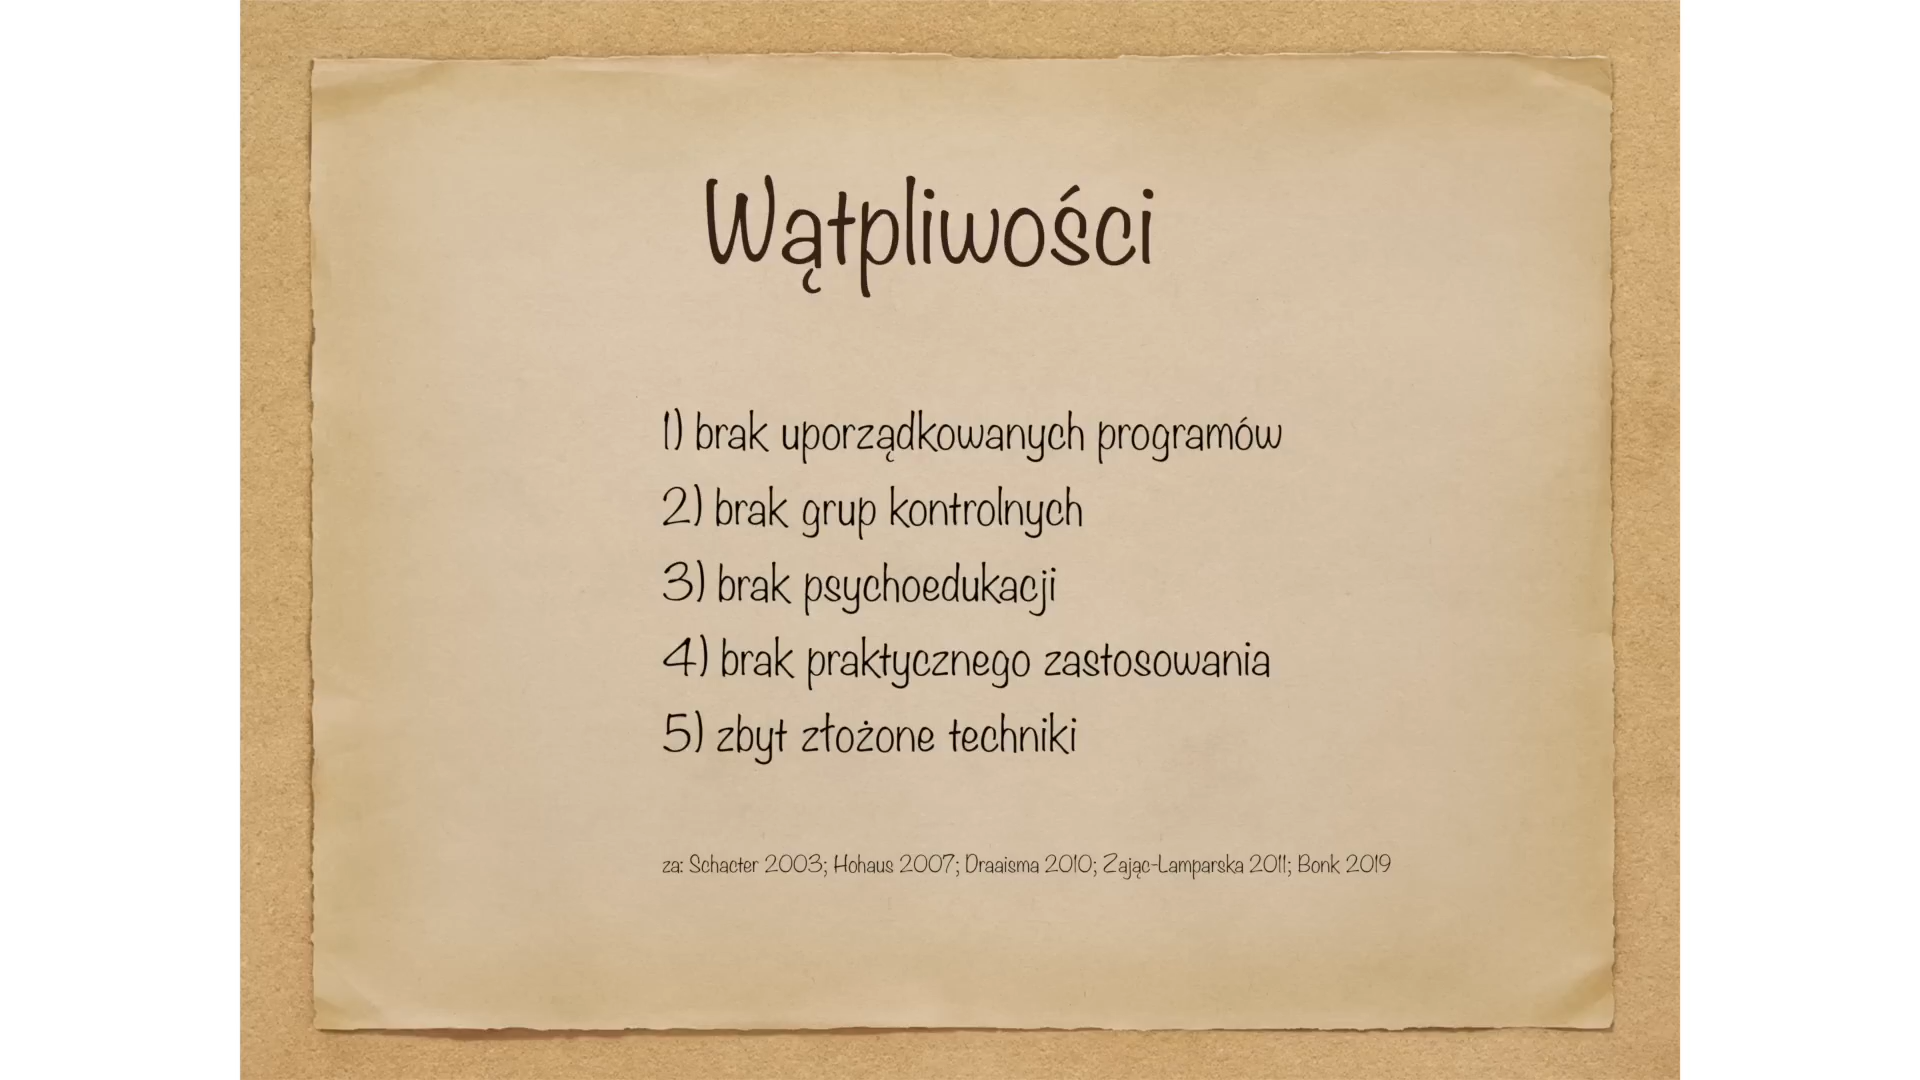 Wątpliwości
1) brak uporządkowanych programów
2) brak grup kontrolnych
3) brak psychoedukacji
4) brak praktycznego zastosowania
5) zbyt złożone techniki
za: Schacter 2003; Hohaus 2007; Draaisma 2010; Zając-Lamparska 2011; Bonk 2019